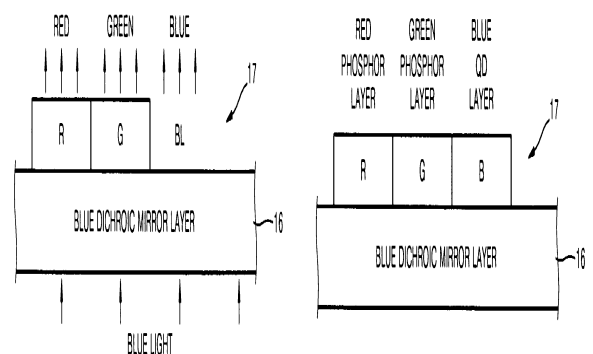 RED GREEN BLUE
17
R G BL
BLUE DICHROIC MIRROR LAYER
16
BLUE LIGHT
RED PHOSPHOR LAYER
GREEN PHOSPHOR LAYER
BLUE QD LAYER
17
R G B
BLUE DICHROIC MIRROR LAYER
16